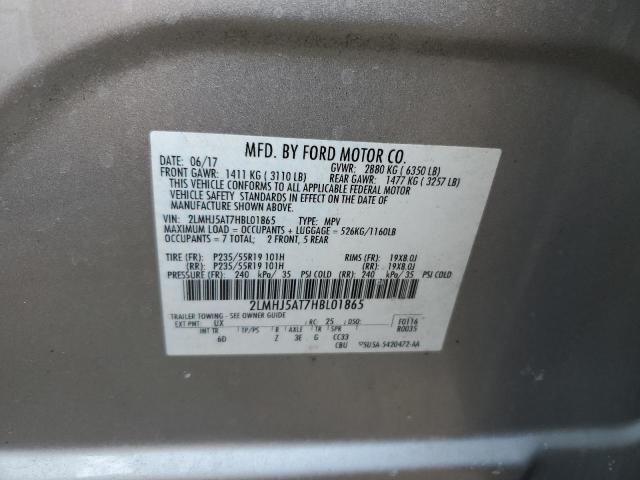 MFD. BY FORD MOTOR CO.
DATE: 06/17 GVWR: 2880 KG ( 6350 LB)
FRONT GAWR: 1411 KG ( 3110 LB) REAR GAWR: 1477 KG ( 3257 LB)
THIS VEHICLE CONFORMS TO ALL APPLICABLE FEDERAL MOTOR
VEHICLE SAFETY STANDARDS IN EFFECT ON THE DATE OF
MANUFACTURE SHOWN ABOVE.
VIN: 2LMHJ5AT7HBL01865 TYPE: MPV
MAXIMUM LOAD = OCCUPANTS + LUGGAGE = 526KG/1160LB
OCCUPANTS = 7 TOTAL; 2 FRONT, 5 REAR
TIRE (FR): P235/55R19 101H RIMS (FR): 19X8.0J
(RR): P235/55R19 101H (RR): 19X8.0J
PRESSURE (FR): 240 kPa/ 35 PSI COLD (RR): 240 kPa/ 35 PSI COLD
2LMHJ5AT7HBL01865
TRAILER TOWING - SEE OWNER GUIDE
EXT PNT: UX RC: 25 DSO: F0116
R0035
INT TR TP/PS R AXLE TR SPR
6D Z 3E G CC33
CBU 5U5A-5420472-AA